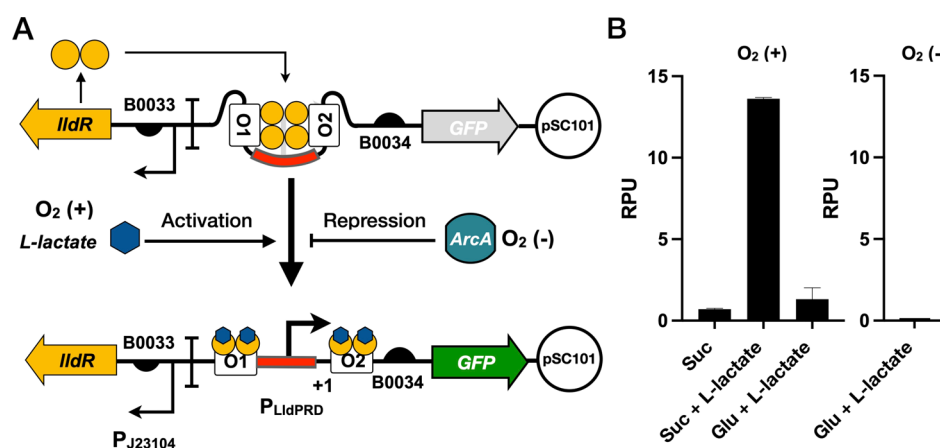 A
lldR
B0033
O1
O2
B0034
GFP
pSC101
O2 (+)
L-lactate
Activation
Repression
ArcA
O2 (-)
lldR
B0033
O1
O2
+1
B0034
GFP
pSC101
PLldPRD
PJ23104
B
O2 (+)
O2 (-
15
10
5
0
RPU
Suc
Suc + L-lactate
Glu + L-lactate
15
10
5
0
RPU
Glu + L-lactate